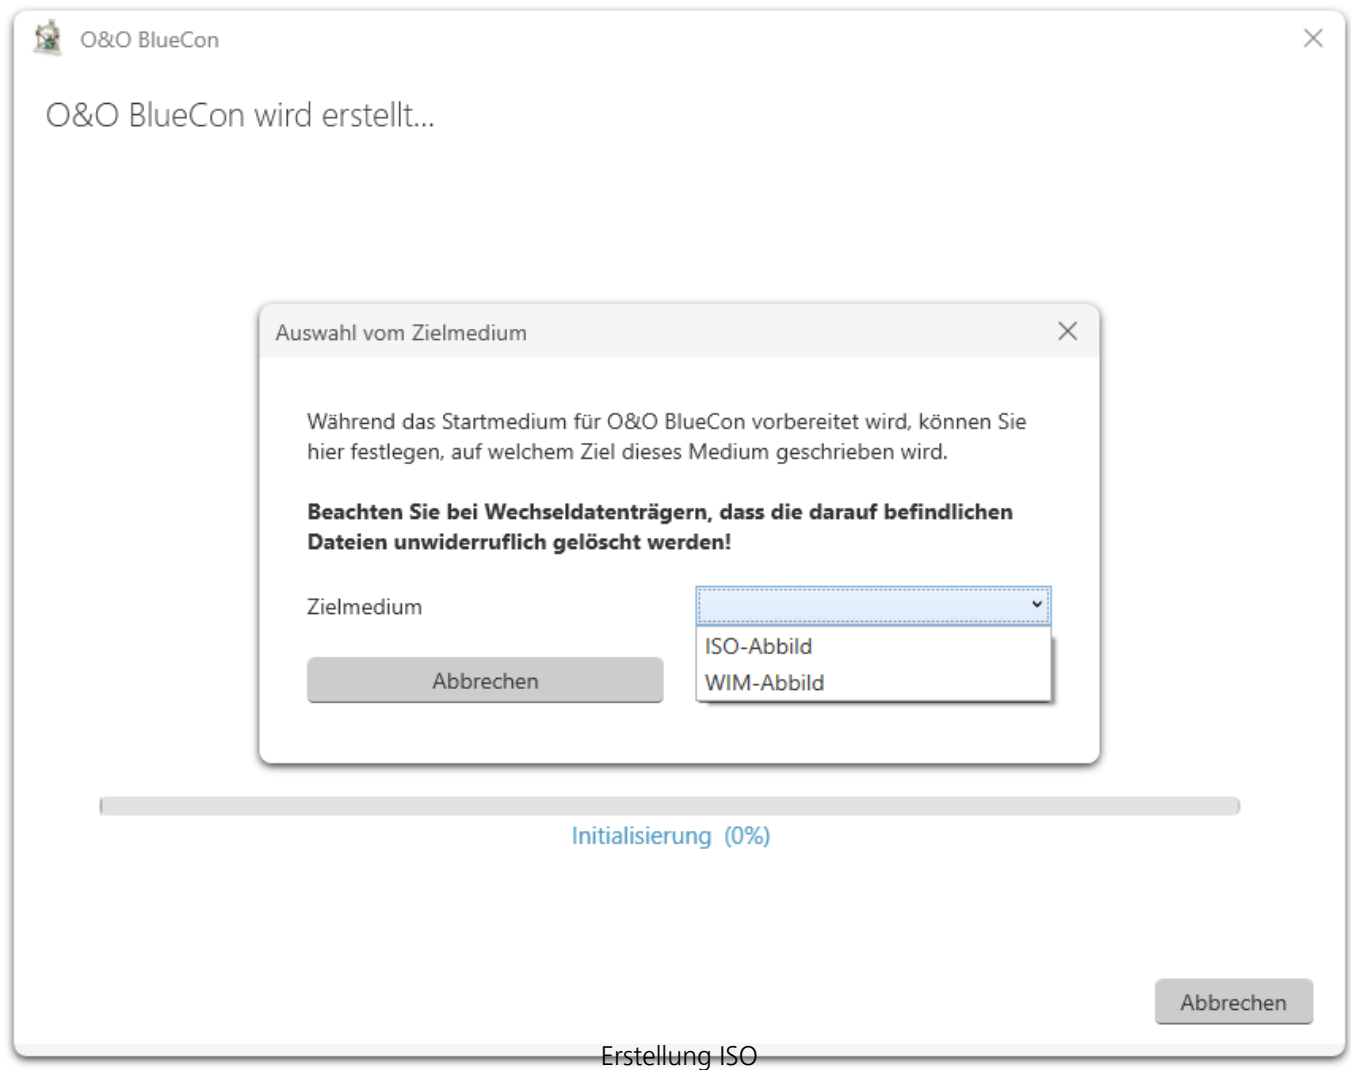 O&O BlueCon
O&O BlueCon wird erstellt...
Auswahl vom Zielmedium
Während das Startmedium für O&O BlueCon vorbereitet wird, können Sie
hier festlegen, auf welchem Ziel dieses Medium geschrieben wird.
Beachten Sie bei Wechseldatenträgern, dass die darauf befindlichen
Dateien unwiderruflich gelöscht werden!
Zielmedium
ISO-Abbild
WIM-Abbild
Abbrechen
Initialisierung (0%)
Abbrechen
Erstellung ISO